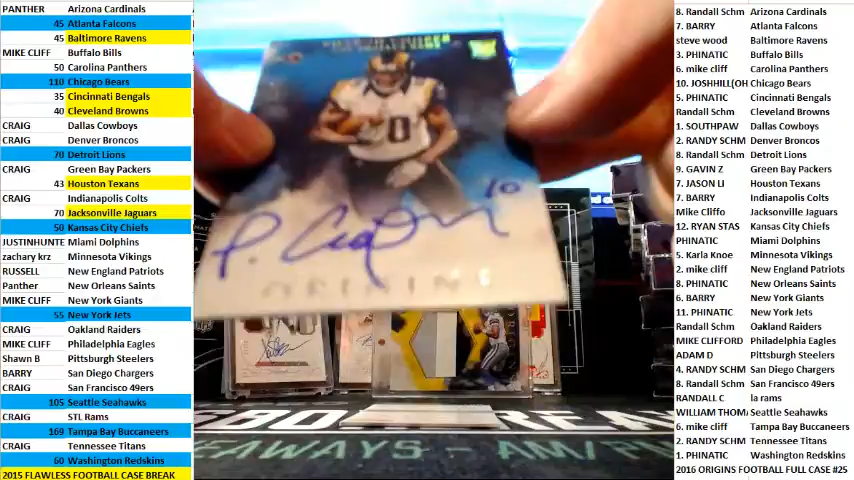 PANTHER Arizona Cardinals
45 Atlanta Falcons
45 Baltimore Ravens
MIKE CLIFF Buffalo Bills
50 Carolina Panthers
110 Chicago Bears
35 Cincinnati Bengals
40 Cleveland Browns
CRAIG Dallas Cowboys
CRAIG Denver Broncos
70 Detroit Lions
CRAIG Green Bay Packers
43 Houston Texans
CRAIG Indianapolis Colts
70 Jacksonville Jaguars
50 Kansas City Chiefs
JUSTINHUNTE Miami Dolphins
zachary krz Minnesota Vikings
RUSSELL New England Patriots
Panther New Orleans Saints
MIKE CLIFF New York Giants
55 New York Jets
CRAIG Oakland Raiders
MIKE CLIFF Philadelphia Eagles
Shawn B Pittsburgh Steelers
BARRY San Diego Chargers
CRAIG San Francisco 49ers
105 Seattle Seahawks
CRAIG STL Rams
169 Tampa Bay Buccaneers
CRAIG Tennessee Titans
60 Washington Redskins
2015 FLAWLESS FOOTBALL CASE BREAK
10
ORIGINS
8. Randall Schm Arizona Cardinals
7. BARRY Atlanta Falcons
steve wood Baltimore Ravens
3. PHINATIC Buffalo Bills
6. mike cliff Carolina Panthers
10. JOSHHILL(OH Chicago Bears
5. PHINATIC Cincinnati Bengals
Randall Schm Cleveland Browns
1. SOUTHPAW Dallas Cowboys
2. RANDY SCHM Denver Broncos
8. Randall Schm Detroit Lions
9. GAVIN Z Green Bay Packers
7. JASON LI Houston Texans
7. BARRY Indianapolis Colts
Mike Cliffo Jacksonville Jaguars
12. RYAN STAS Kansas City Chiefs
PHINATIC Miami Dolphins
5. Karla Knoe Minnesota Vikings
2. mike cliff New England Patriots
8. PHINATIC New Orleans Saints
6. BARRY New York Giants
11. PHINATIC New York Jets
Randall Schm Oakland Raiders
MIKE CLIFFORD Philadelphia Eagles
ADAM D Pittsburgh Steelers
4. RANDY SCHM San Diego Chargers
8. Randall Schm San Francisco 49ers
RANDALL C la rams
WILLIAM THOMA Seattle Seahawks
6. mike cliff Tampa Bay Buccaneers
2. RANDY SCHM Tennessee Titans
1. PHINATIC Washington Redskins
2016 ORIGINS FOOTBALL FULL CASE #25